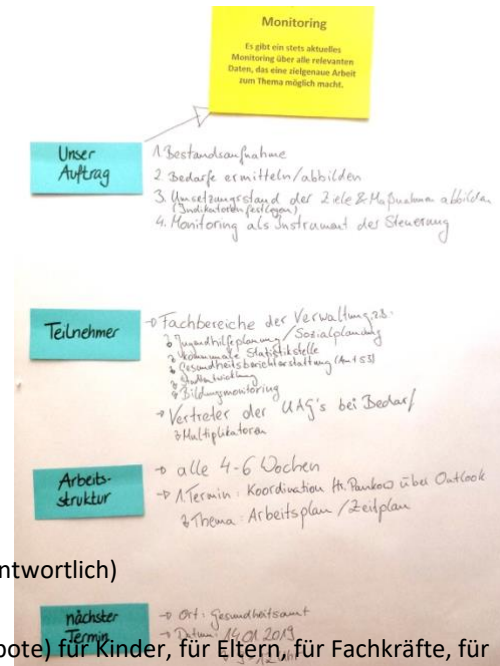 Monitoring
Es gibt ein stets aktuelles
Monitoring über alle relevanten
Daten, das eine zielgenaue Arbeit
zum Thema möglich macht.
Unser
Auftrag
1. Bestandsaufnahme
2. Bedarfe ermitteln/abbilden
3. Umsetzungsstand der Ziele & Maßnahmen abbilden
(Indikatoren festlegen)
4. Monitoring als Instrument der Steuerung
Teilnehmer
Fachbereiche der Verwaltung z.B.
Jugendhilfeplanung / Sozialplanung
kommunale Statistikstelle
Gesundheitsberichterstattung (Amt 53)
Stadtentwicklung
Bildungsmonitoring
Vertreter der UAG's bei Bedarf
Multiplikatoren
Arbeits-
struktur
alle 4-6 Wochen
1. Termin: Koordination Hr. Pankow über Outlook
Thema: Arbeitsplan / Zeitplan
ntwortlich)
nächster
Termin
Ort: Gesundheitsamt
Datum: 14.01.2019
bote) für Kinder, für Eltern, für Fachkräfte, für